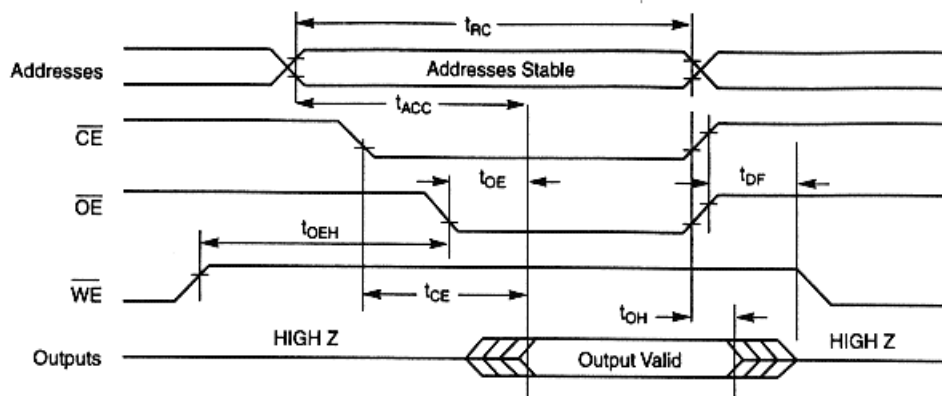 tRC
Addresses
Addresses Stable
tACC
CE
tOE
tDF
OE
tOEH
WE
tCE
tOH
HIGH Z
HIGH Z
Outputs
Output Valid